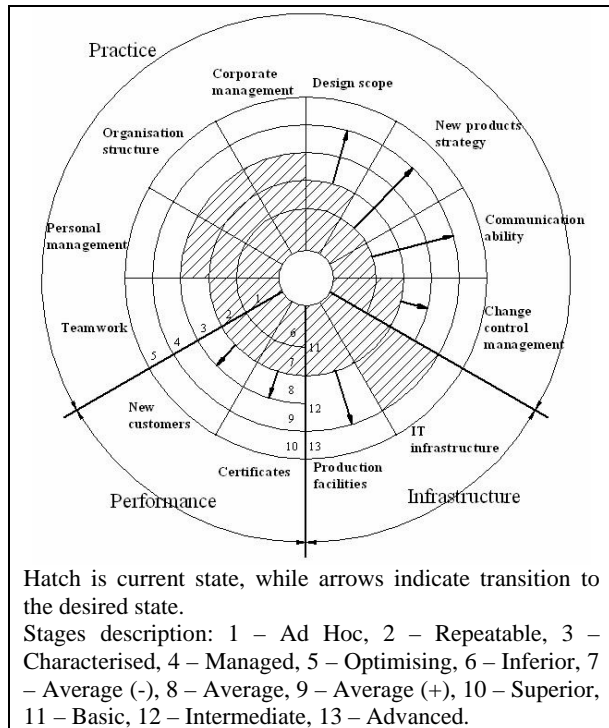 Practice
Corporate
management
Design scope
Organisation
structure
New products
strategy
Personal
management
Communication
ability
Teamwork
Change
control
management
1
2
3
4
5
6
7
8
9
10
11
12
13
New
customers
IT
infrastructure
Certificates
Production
facilities
Performance
Infrastructure
Hatch is current state, while arrows indicate transition to
the desired state.
Stages description: 1 – Ad Hoc, 2 – Repeatable, 3 –
Characterised, 4 – Managed, 5 – Optimising, 6 – Inferior, 7
– Average (-), 8 – Average, 9 – Average (+), 10 – Superior,
11 – Basic, 12 – Intermediate, 13 – Advanced.